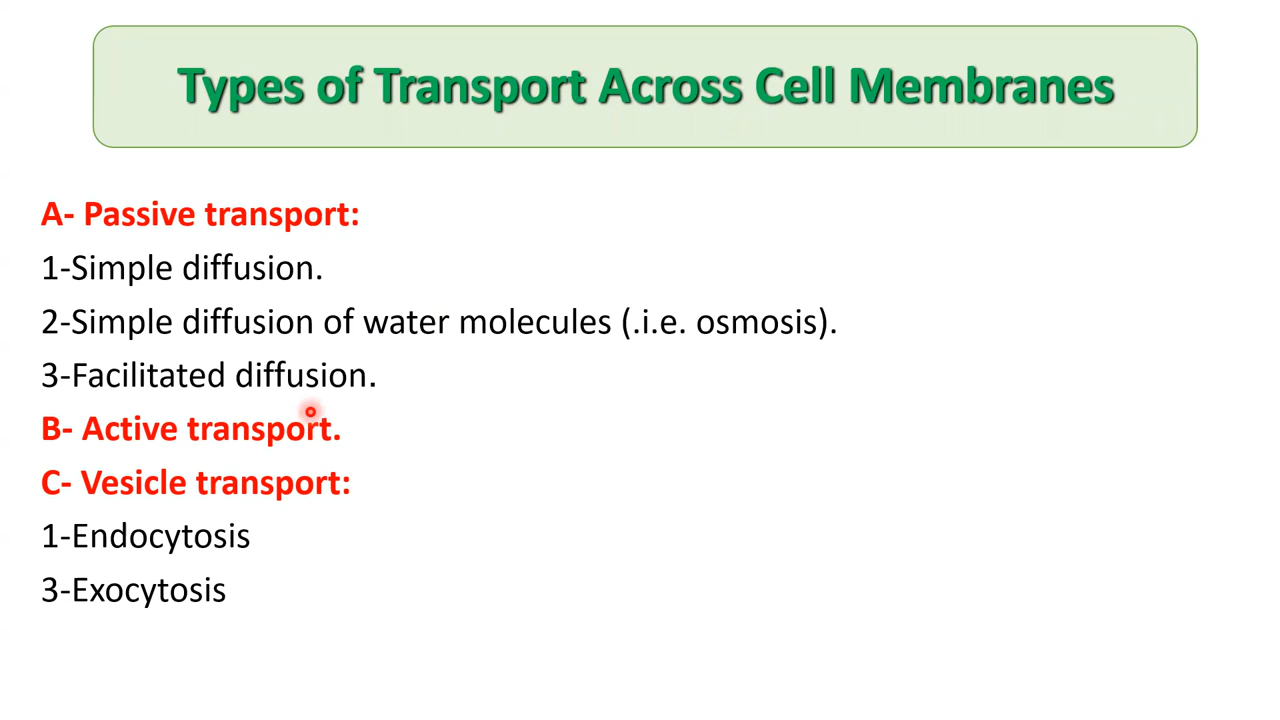 Types of Transport Across Cell Membranes
A- Passive transport:
1-Simple diffusion.
2-Simple diffusion of water molecules (.i.e. osmosis).
3-Facilitated diffusion.
B- Active transport.
C- Vesicle transport:
1-Endocytosis
3-Exocytosis